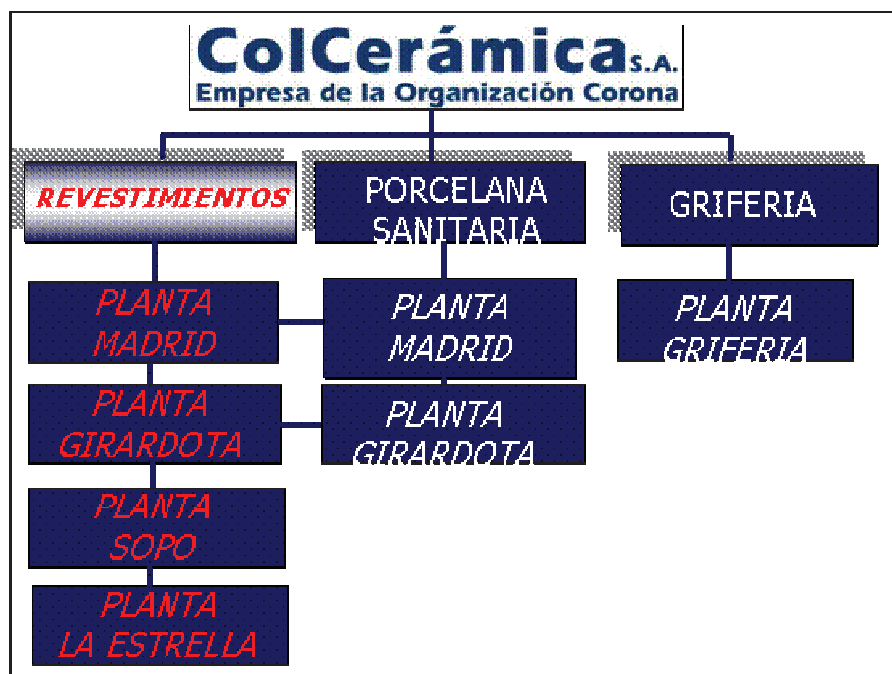 ColCerámica S.A.
Empresa de la Organización Corona
REVESTIMIENTOS
PORCELANA
SANITARIA
GRIFERIA
PLANTA
MADRID
PLANTA
MADRID
PLANTA
GRIFERIA
PLANTA
GIRARDOTA
PLANTA
GIRARDOTA
PLANTA
SOPO
PLANTA
LA ESTRELLA